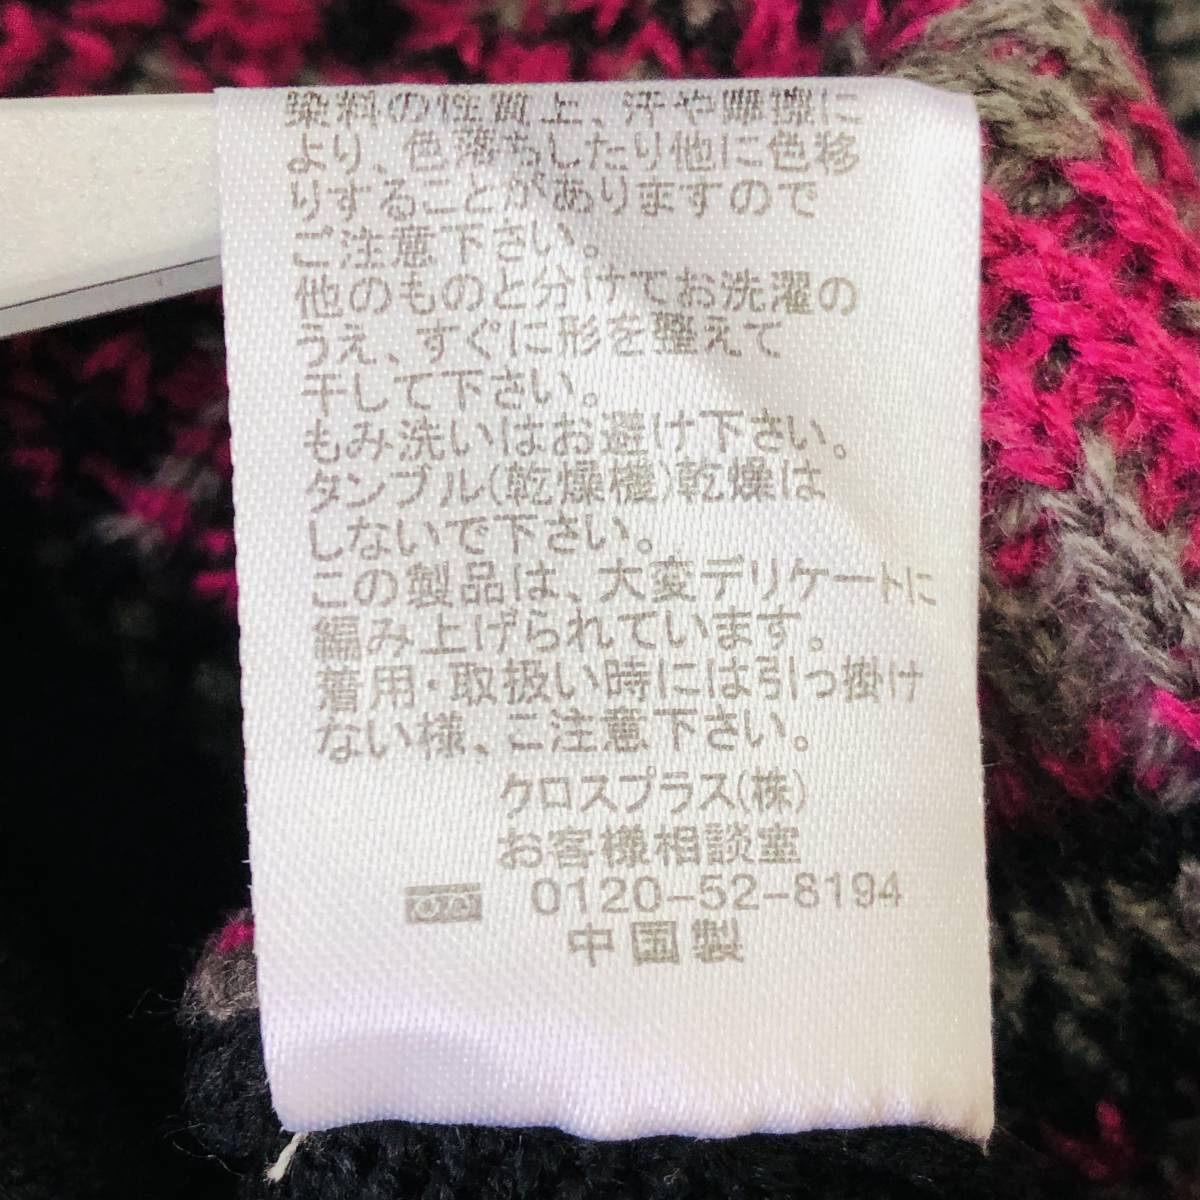 染料の性質上、汗や摩擦に
より、色落ちしたり他に色移
りすることがありますので
ご注意下さい。
他のものと分けてお洗濯の
うえ、すぐに形を整えて
干して下さい。
もみ洗いはお避け下さい。
タンブル(乾燥機)乾燥は
しないで下さい。
この製品は、大変デリケートに
編み上げられています。
着用・取扱い時には引っ掛け
ない様、ご注意下さい。
クロスプラス(株)
お客様相談室
0120-52-8194
中国製